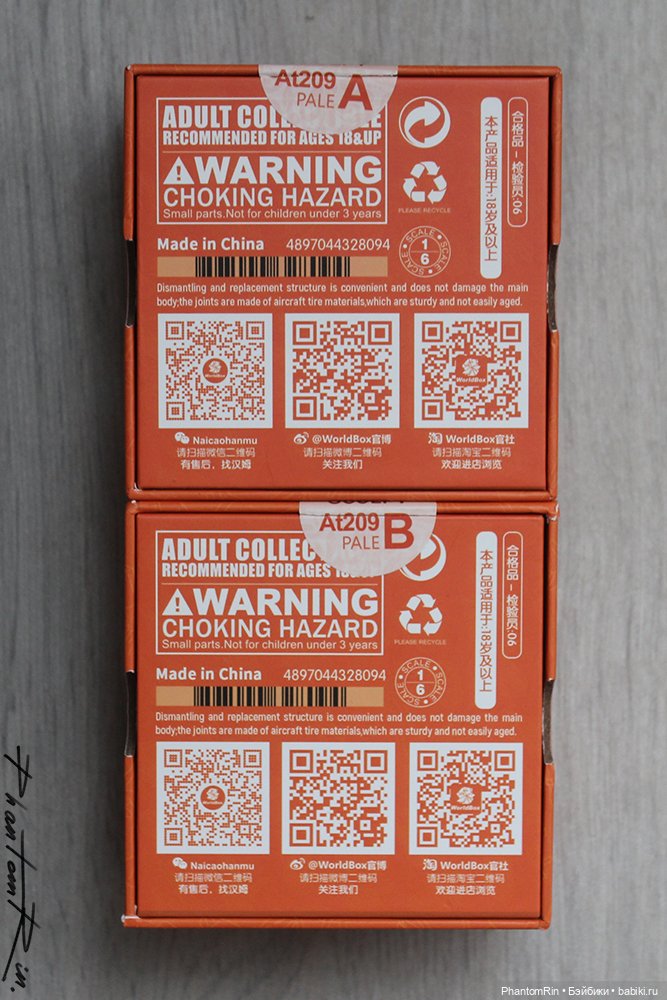 At209
PALE A
ADULT COLLEC
RECOMMENDED FOR AGES 18&UP
WARNING
CHOKING HAZARD
Small parts.Not for children under 3 years
PLEASE RECYCLE
本产品适用于:18岁及以上
合格品 - 检验员:06
Made in China 4897044328094
SCALE SCALE SCALE
1
6
Dismantling and replacement structure is convenient and does not damage the main
body;the joints are made of aircraft tire materials,which are sturdy and not easily aged.
WorldBox
Naicaohanmu @WorldBox官博 淘 WorldBox官社
请扫描微信二维码 请扫描微博二维码 请扫描淘宝二维码
有售后，找汉姆 关注我们 欢迎进店浏览
At209
PALE B
ADULT COLLEC
RECOMMENDED FOR AGES 18&UP
WARNING
CHOKING HAZARD
Small parts.Not for children under 3 years
PLEASE RECYCLE
本产品适用于:18岁及以上
合格品 - 检验员:06
Made in China 4897044328094
SCALE SCALE SCALE
1
6
Dismantling and replacement structure is convenient and does not damage the main
body;the joints are made of aircraft tire materials,which are sturdy and not easily aged.
WorldBox
Naicaohanmu @WorldBox官博 淘 WorldBox官社
请扫描微信二维码 请扫描微博二维码 请扫描淘宝二维码
有售后，找汉姆 关注我们 欢迎进店浏览
PhantomRin.
PhantomRin • Бэйбики • babiki.ru